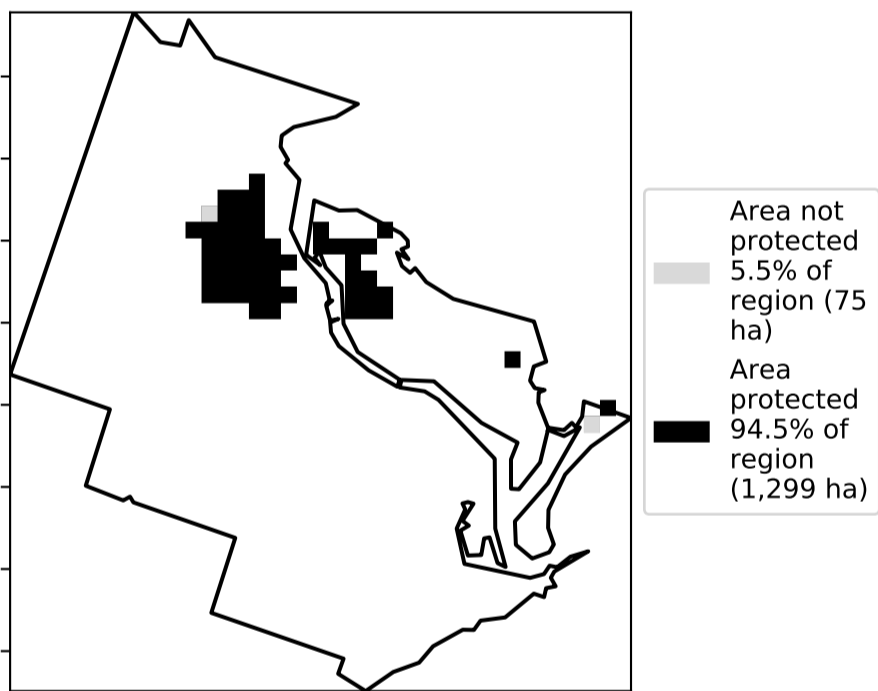 Area not
protected
5.5% of
region (75
ha)
Area
protected
94.5% of
region
(1,299 ha)